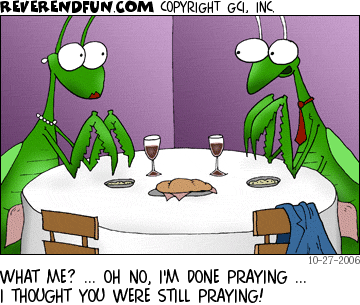 REVERENDFUN.COM COPYRIGHT GCI, INC.
10-27-2006
WHAT ME? ... OH NO, I'M DONE PRAYING ...
I THOUGHT YOU WERE STILL PRAYING!